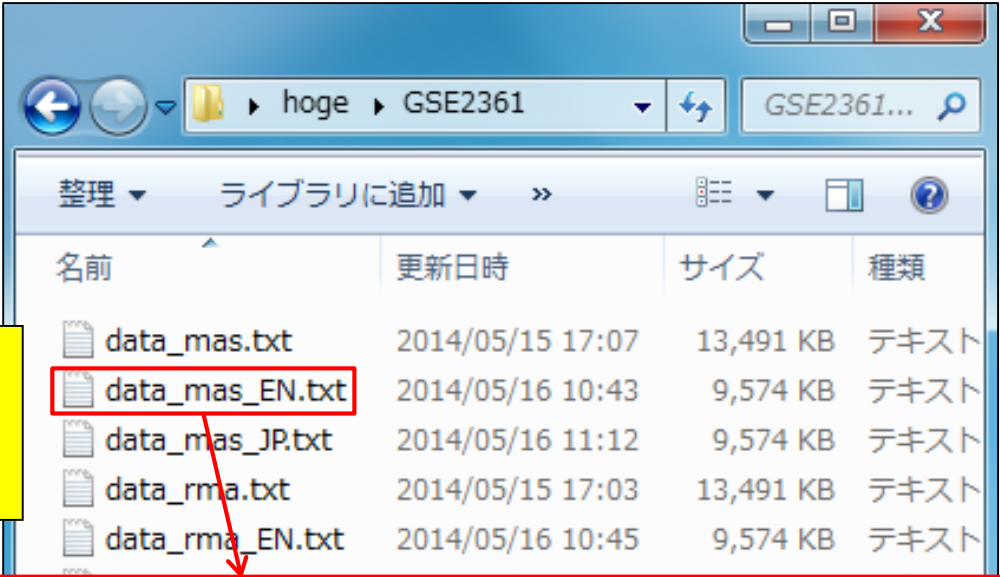 hoge GSE2361 GSE2361...
整理 ライブラリに追加 »
名前 更新日時 サイズ 種類
data_mas.txt 2014/05/15 17:07 13,491 KB テキスト
data_mas_EN.txt 2014/05/16 10:43 9,574 KB テキスト
data_mas_JP.txt 2014/05/16 11:12 9,574 KB テキスト
data_rma.txt 2014/05/15 17:03 13,491 KB テキスト
data_rma_EN.txt 2014/05/16 10:45 9,574 KB テキスト